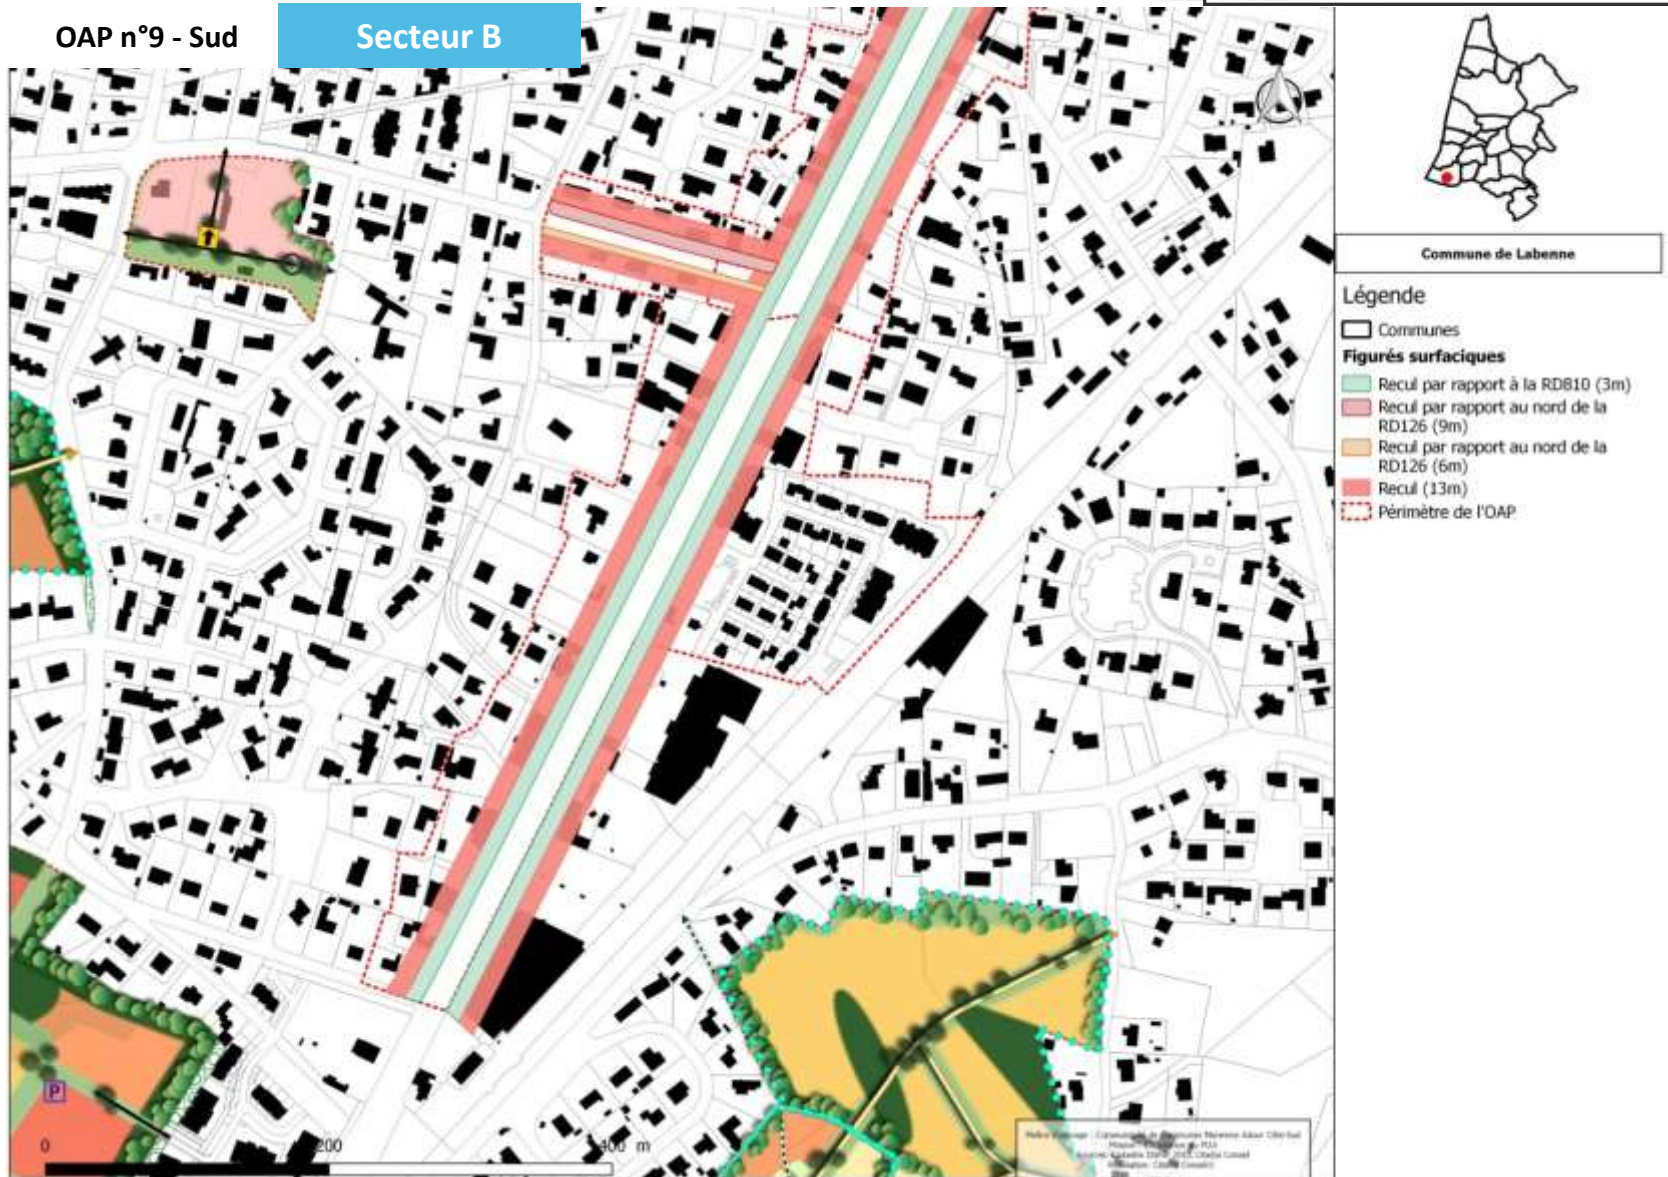 OAP n°9 - Sud
Secteur B
Commune de Labenne
Légende
Communes
Figurés surfaciques
Recul par rapport à la RD810 (3m)
Recul par rapport au nord de la
RD126 (9m)
Recul par rapport au nord de la
RD126 (6m)
Recul (13m)
Périmètre de l'OAP
P
0
200
400 m